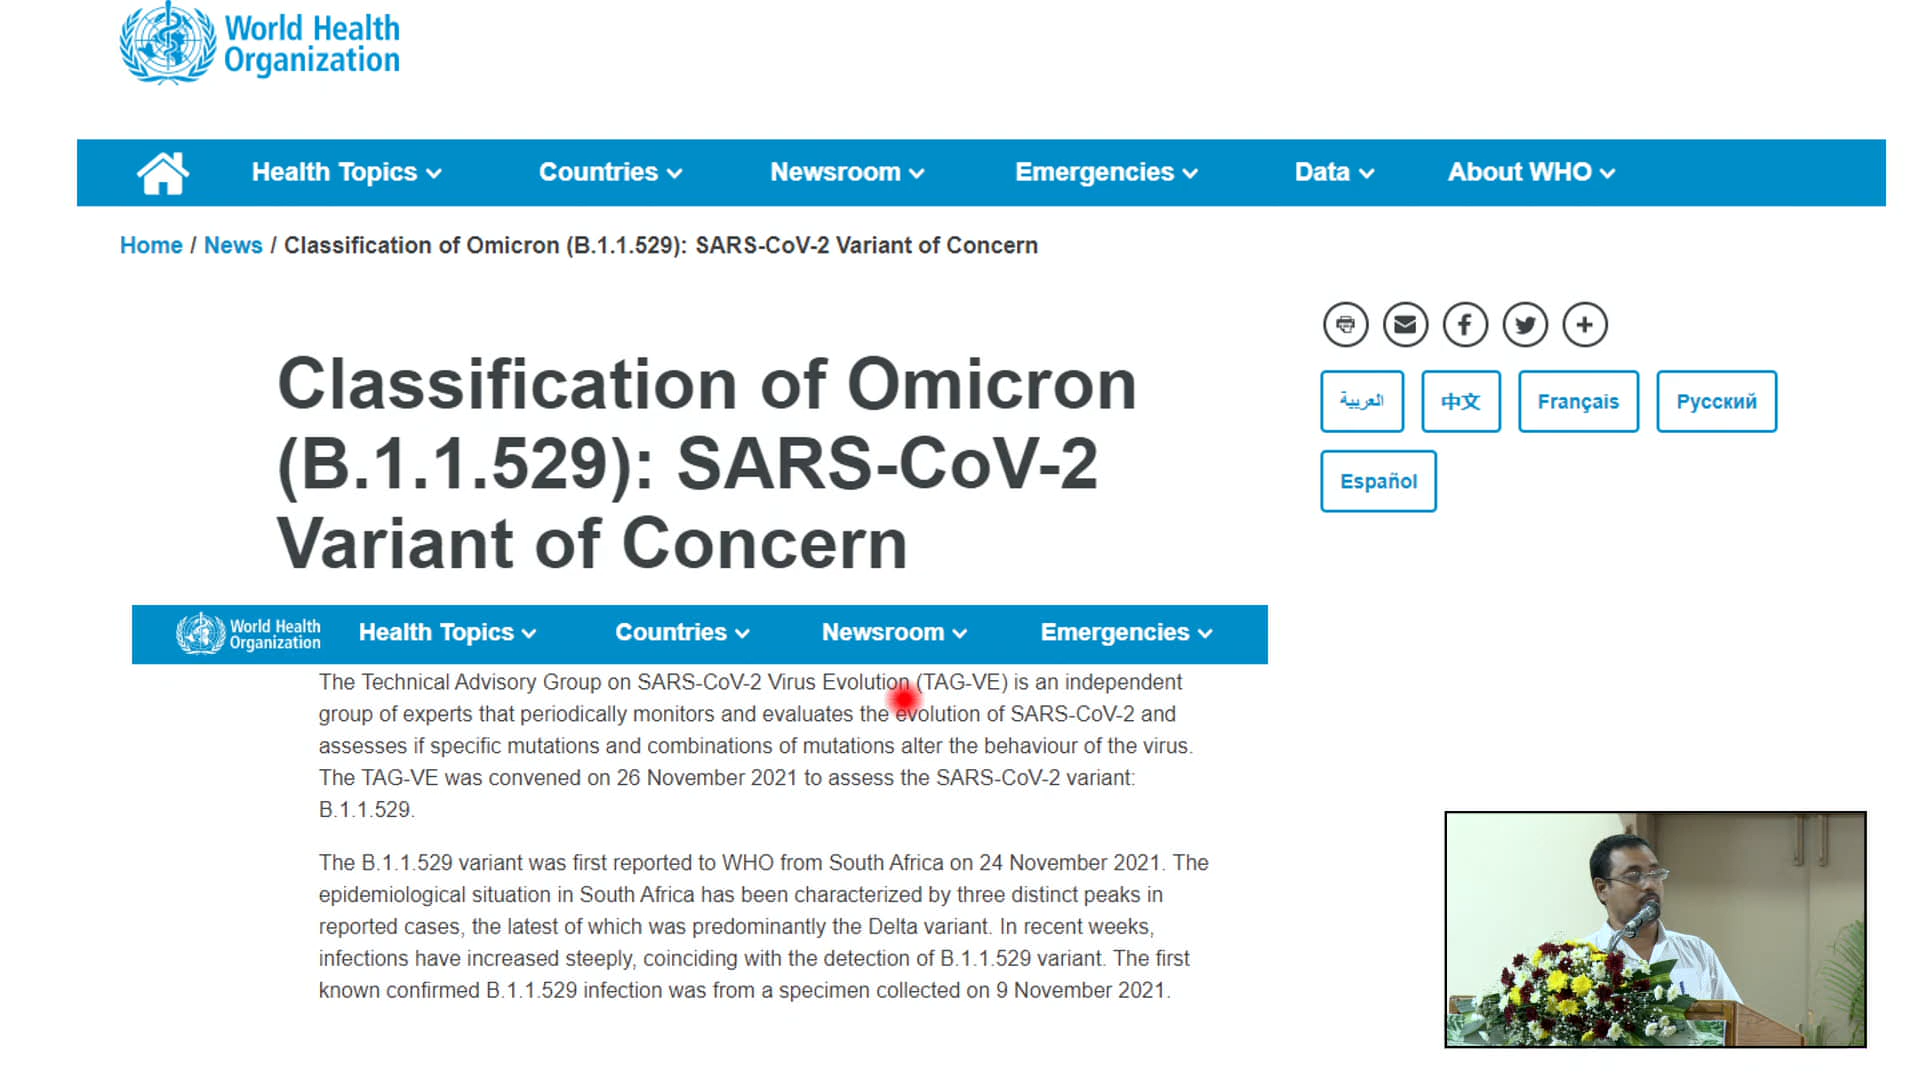 World Health
Organization
Health Topics
Countries
Newsroom
Emergencies
Data
About WHO
Home / News / Classification of Omicron (B.1.1.529): SARS-CoV-2 Variant of Concern
العربية
中文
Français
Русский
Español
Classification of Omicron
(B.1.1.529): SARS-CoV-2
Variant of Concern
World Health
Organization
Health Topics
Countries
Newsroom
Emergencies
The Technical Advisory Group on SARS-CoV-2 Virus Evolution (TAG-VE) is an independent
group of experts that periodically monitors and evaluates the evolution of SARS-CoV-2 and
assesses if specific mutations and combinations of mutations alter the behaviour of the virus.
The TAG-VE was convened on 26 November 2021 to assess the SARS-CoV-2 variant:
B.1.1.529.
The B.1.1.529 variant was first reported to WHO from South Africa on 24 November 2021. The
epidemiological situation in South Africa has been characterized by three distinct peaks in
reported cases, the latest of which was predominantly the Delta variant. In recent weeks,
infections have increased steeply, coinciding with the detection of B.1.1.529 variant. The first
known confirmed B.1.1.529 infection was from a specimen collected on 9 November 2021.